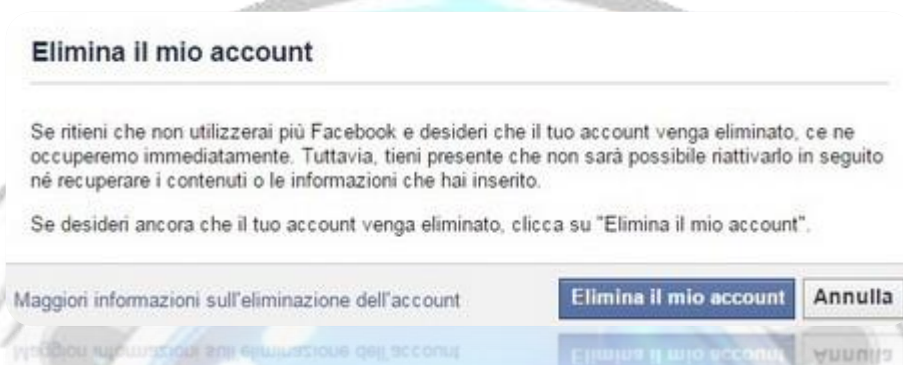 Elimina il mio account
Se ritieni che non utilizzerai più Facebook e desideri che il tuo account venga eliminato, ce ne
occuperemo immediatamente. Tuttavia, tieni presente che non sarà possibile riattivarlo in seguito
né recuperare i contenuti o le informazioni che hai inserito.
Se desideri ancora che il tuo account venga eliminato, clicca su "Elimina il mio account".
Maggiori informazioni sull'eliminazione dell'account
Elimina il mio account
Annulla